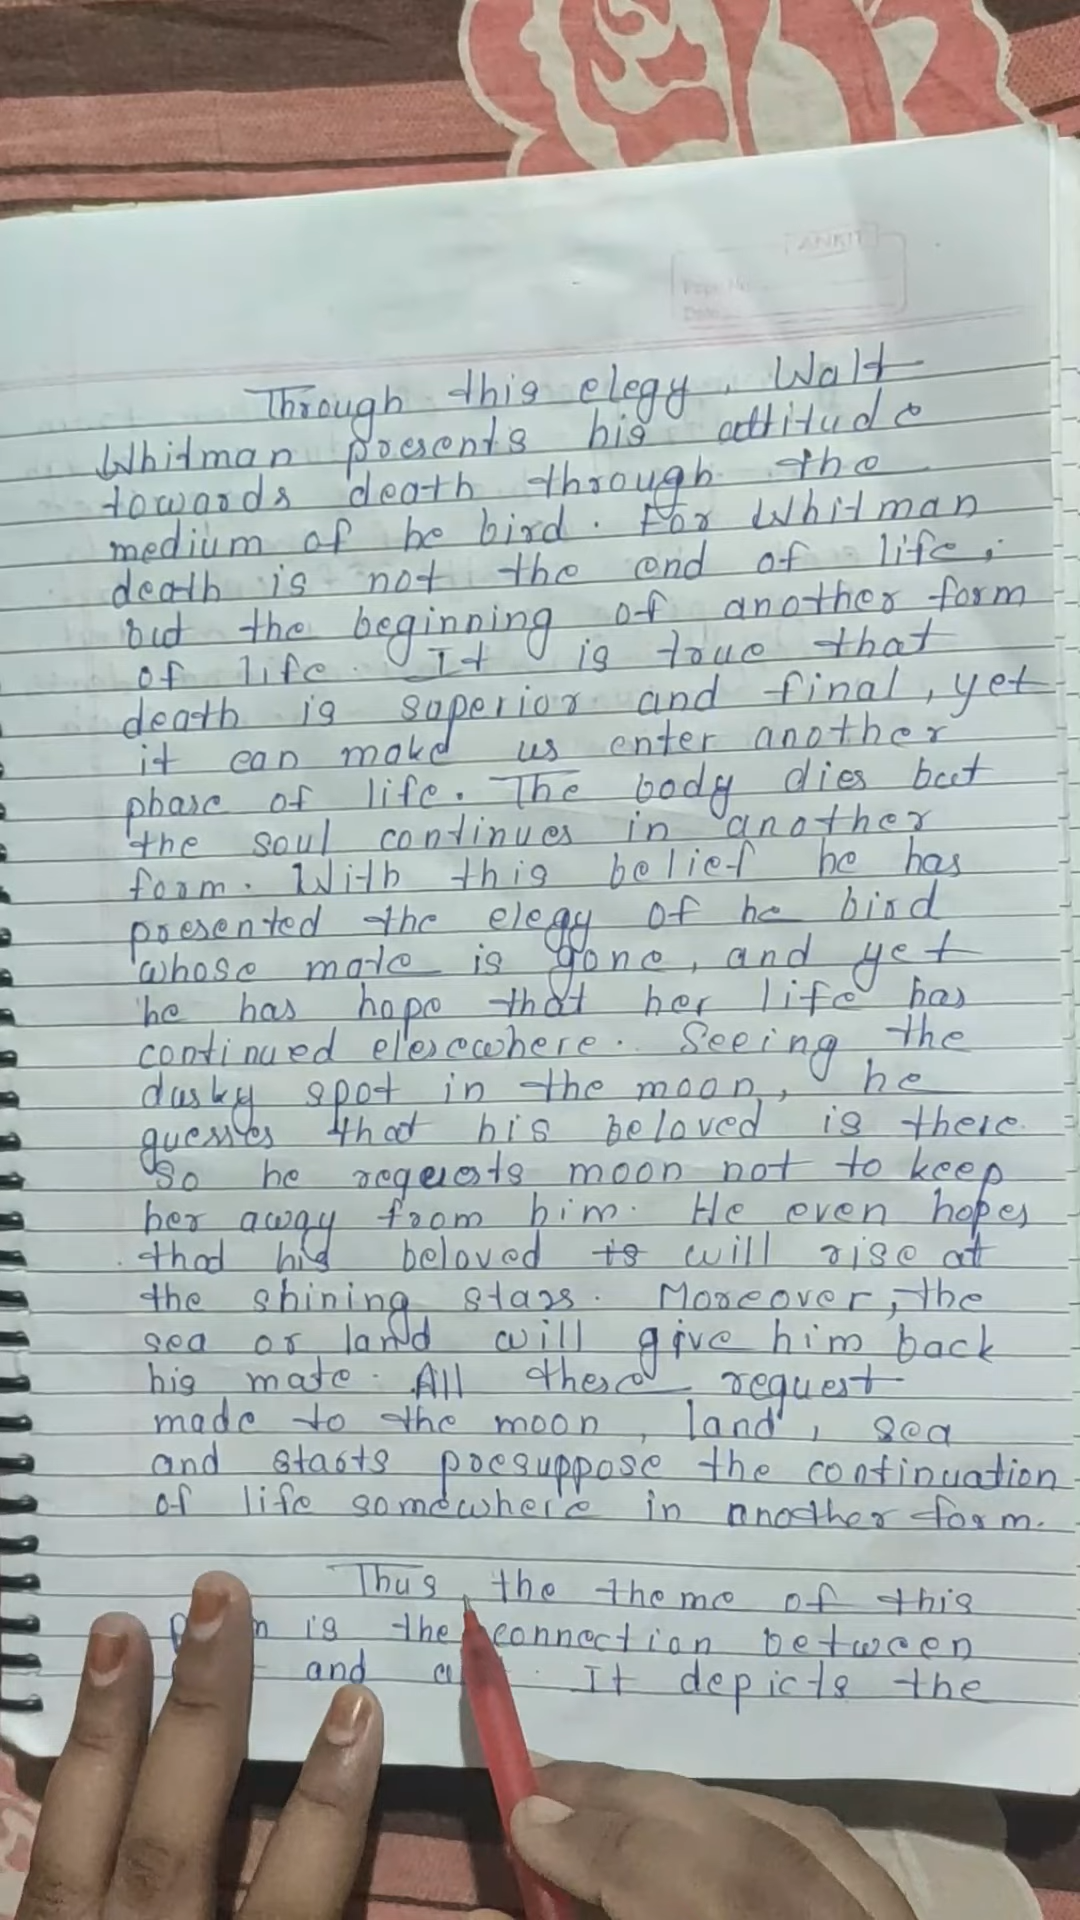 ANKIT
Page No.
Date
Through this elegy, Walt
Whitman presents his attitude
towards death through the
medium of he bird. For Whitman
death is not the end of life,
but the beginning of another form
of life. It is true that
death is superior and final, yet
it can make us enter another
phase of life. The body dies but
the soul continues in another
form. With this belief he has
presented the elegy of he bird
whose mate is gone, and yet
he has hope that her life has
continued elesewhere. Seeing the
dusky spot in the moon, he
guesses that his beloved is there.
So he requests moon not to keep
her away from him. He even hopes
that his beloved is will rise at
the shining stars. Moreover, the
sea or land will give him back
his mate. All these request
made to the moon, land, sea
and starts presuppose the continuation
of life somewhere in another form.
Thus, the theme of this
is the connection between
and It depicts the